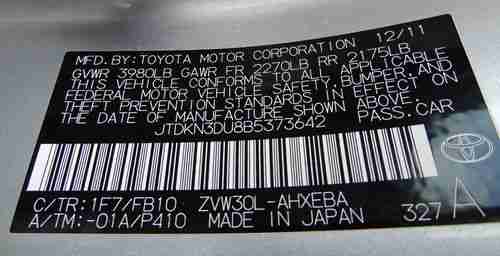 MFD.BY:TOYOTA MOTOR CORPORATION 12/11
GVWR 3980LB GAWR FR 2270LB RR 2175LB
THIS VEHICLE CONFORMS TO ALL APPLICABLE
FEDERAL MOTOR VEHICLE SAFETY, BUMPER, AND
THEFT PREVENTION STANDARDS IN EFFECT ON
THE DATE OF MANUFACTURE SHOWN ABOVE.
JTDKN3DU8B5373642 PASS.CAR
C/TR:1F7/FB10 ZVW30L-AHXEBA
A/TM:-01A/P410 MADE IN JAPAN 327 A
TOYOTA